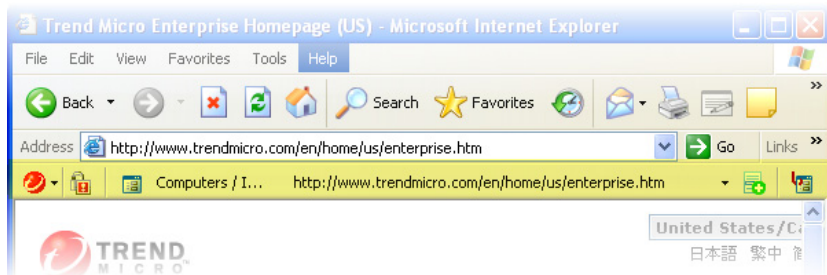 Trend Micro Enterprise Homepage (US) - Microsoft Internet Explorer
File Edit View Favorites Tools Help
Back Search Favorites »
Address http://www.trendmicro.com/en/home/us/enterprise.htm Go Links »
Computers / I... http://www.trendmicro.com/en/home/us/enterprise.htm
United States/Ca
日本語 繁中
TREND
MICRO